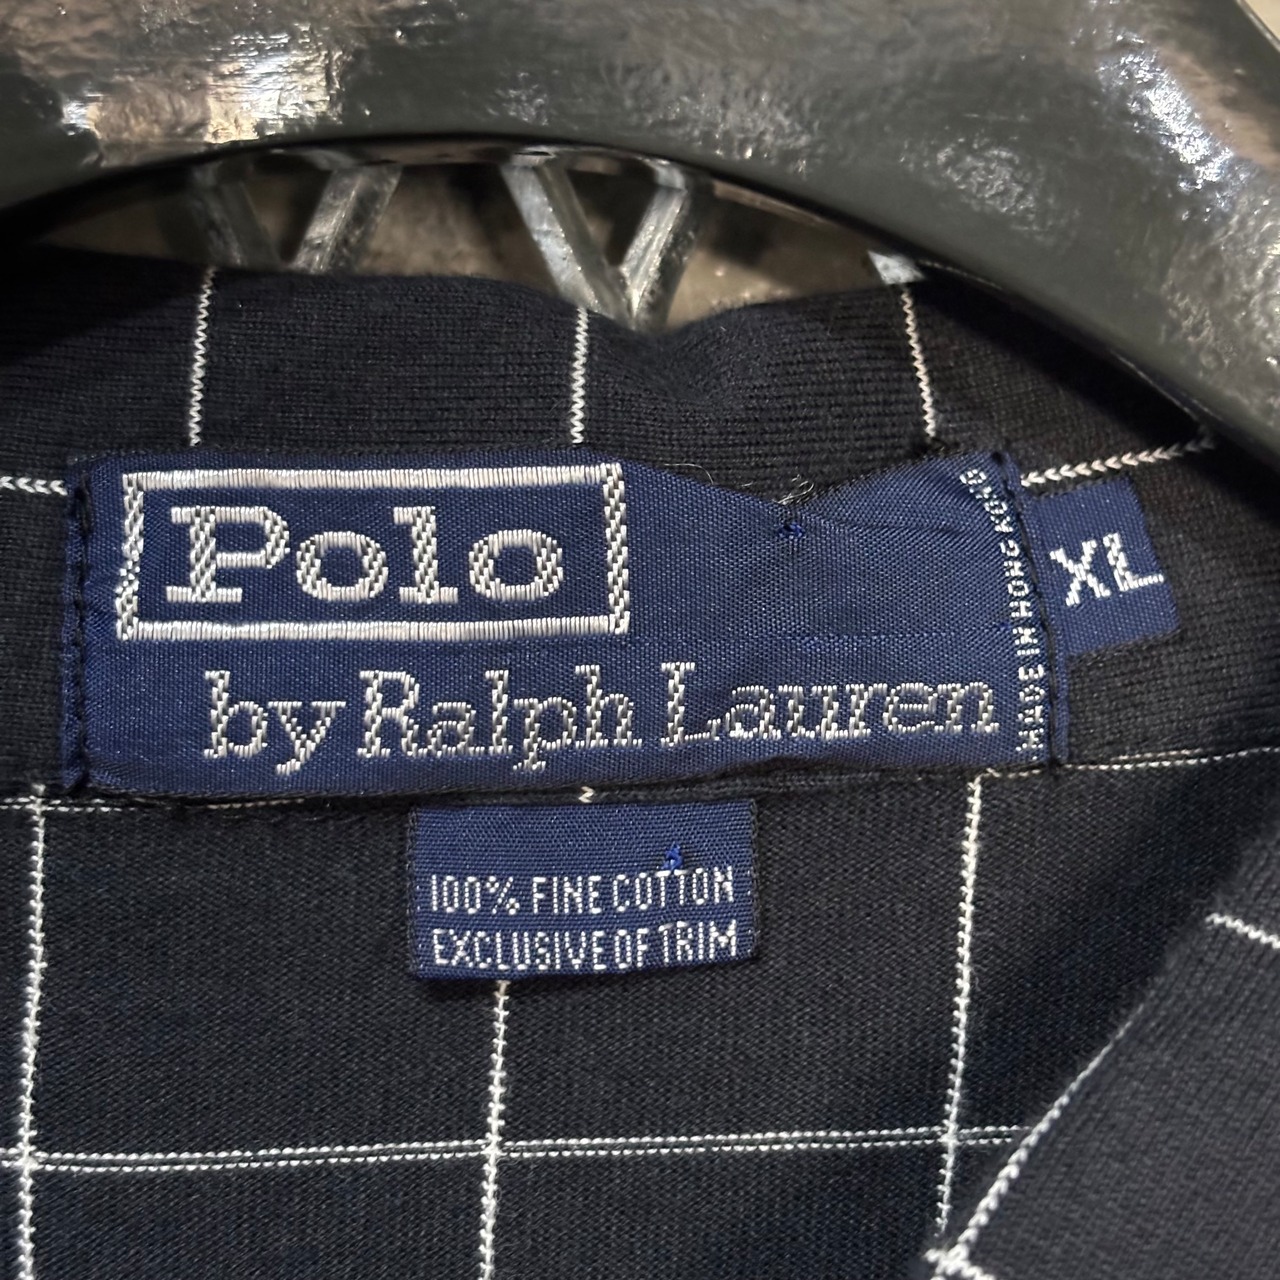 Polo
by Ralph Lauren
MADE IN HONG KONG
XL
100% FINE COTTON
EXCLUSIVE OF TRIM